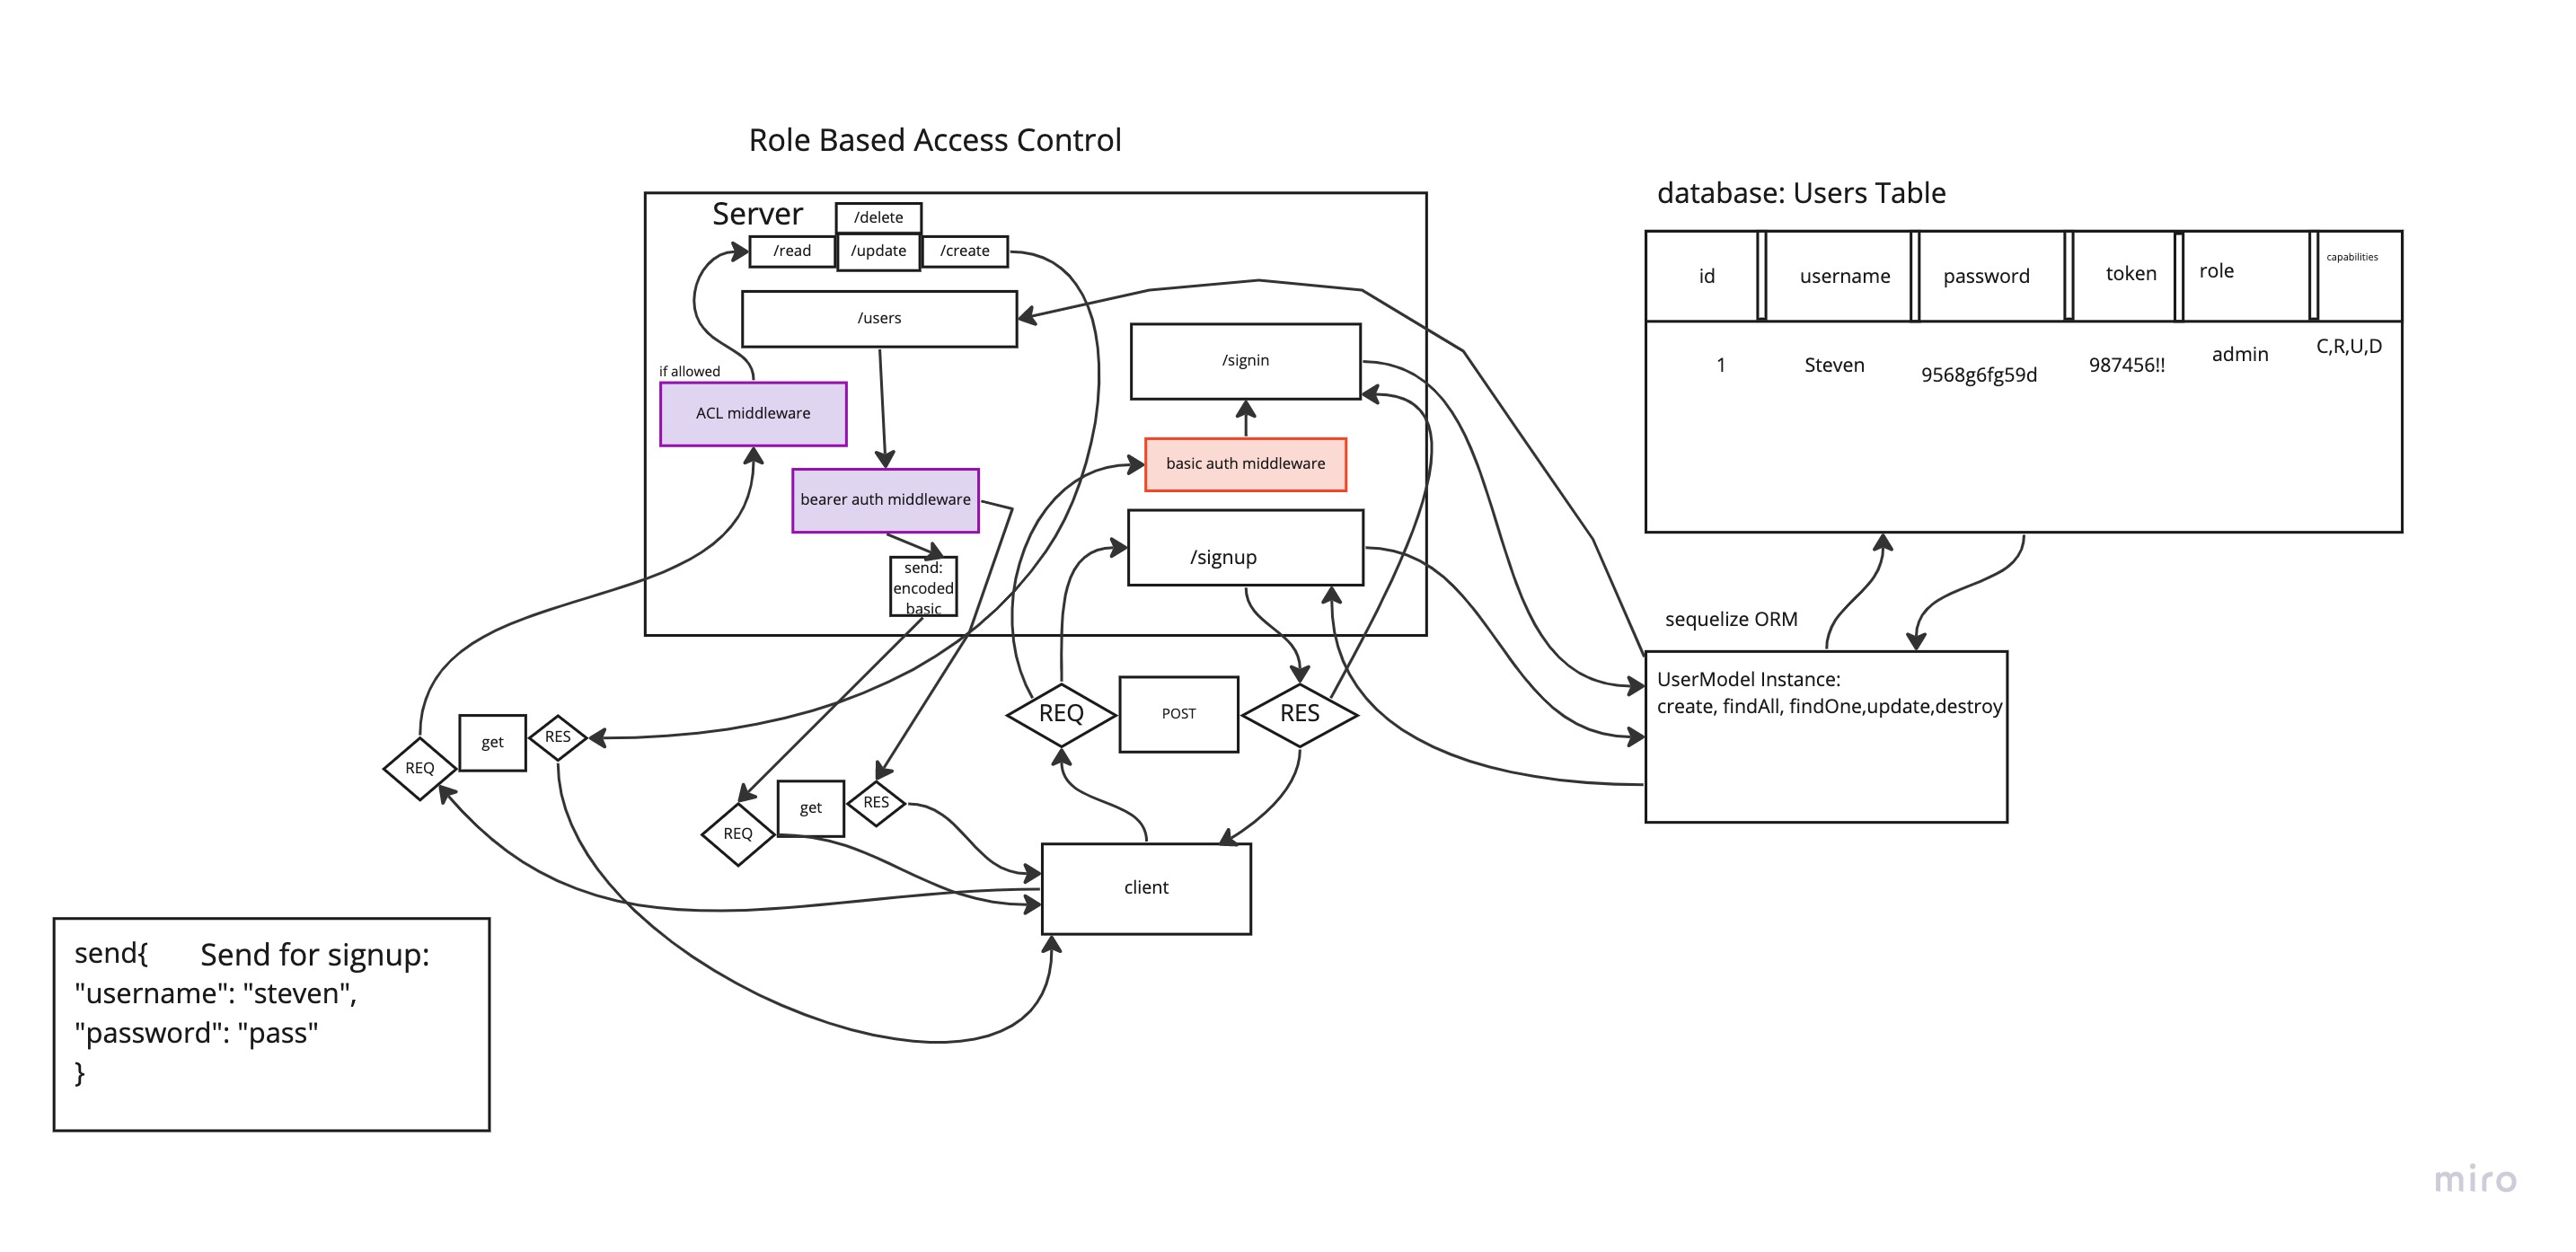 Role Based Access Control
Server
/delete
/read
/update
/create
/users
if allowed
ACL middleware
bearer auth middleware
send:
encoded
basic
/signin
basic auth middleware
/signup
database: Users Table
id
username
password
token
role
capabilities
1
Steven
9568g6fg59d
987456!!
admin
C,R,U,D
sequelize ORM
UserModel Instance:
create, findAll, findOne,update,destroy
REQ
POST
RES
REQ
get
RES
REQ
get
RES
client
send{ Send for signup:
"username": "steven",
"password": "pass"
}
miro